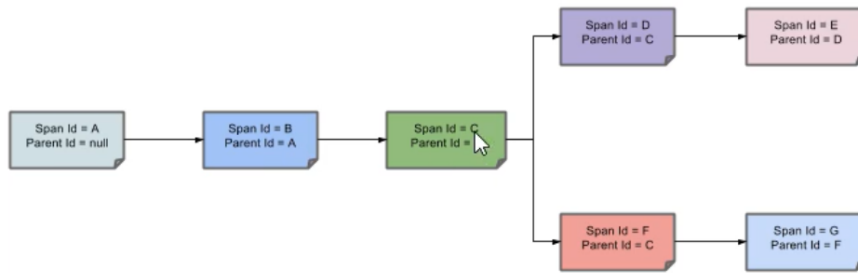 Span Id = D
Parent Id = C
Span Id = E
Parent Id = D
Span Id = A
Parent Id = null
Span Id = B
Parent Id = A
Span Id = C
Parent Id =
Span Id = F
Parent Id = C
Span Id = G
Parent Id = F